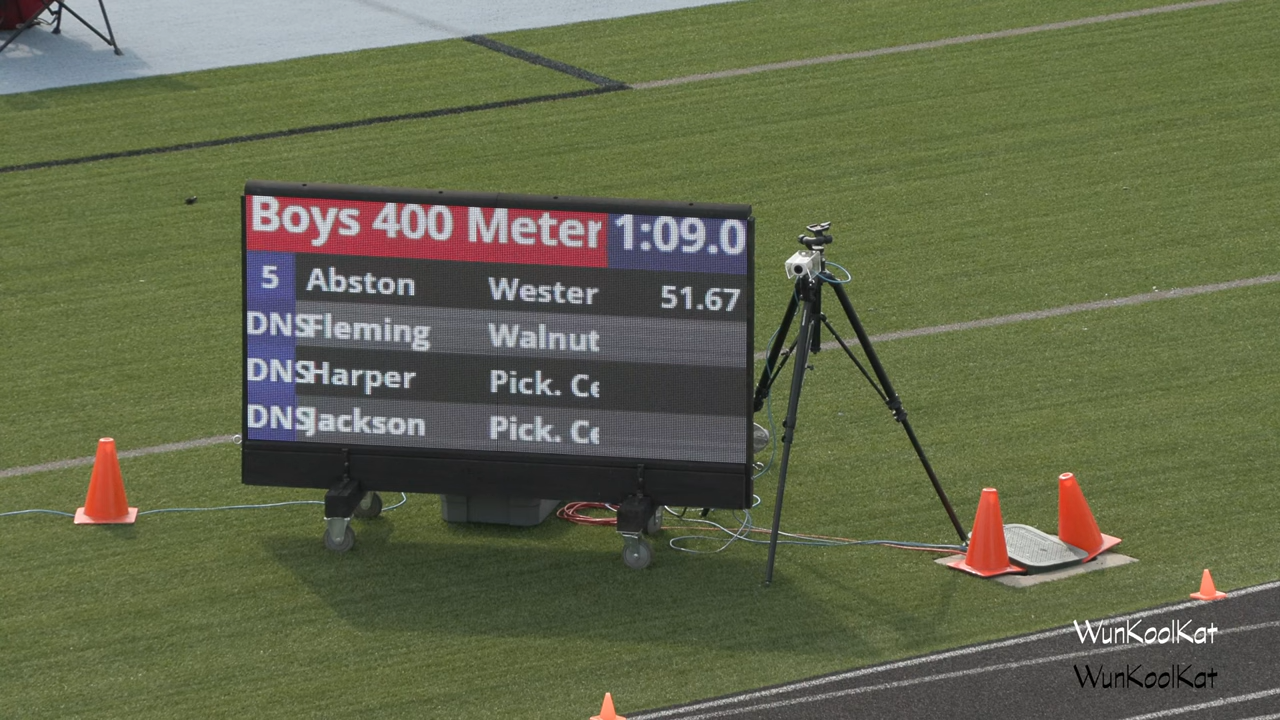 Boys 400 Meter 1:09.0
5 Abston Wester 51.67
DNS Fleming Walnut
DNS Harper Pick. Ce
DNS Jackson Pick. Ce
WunKoolKat
WunKoolKat